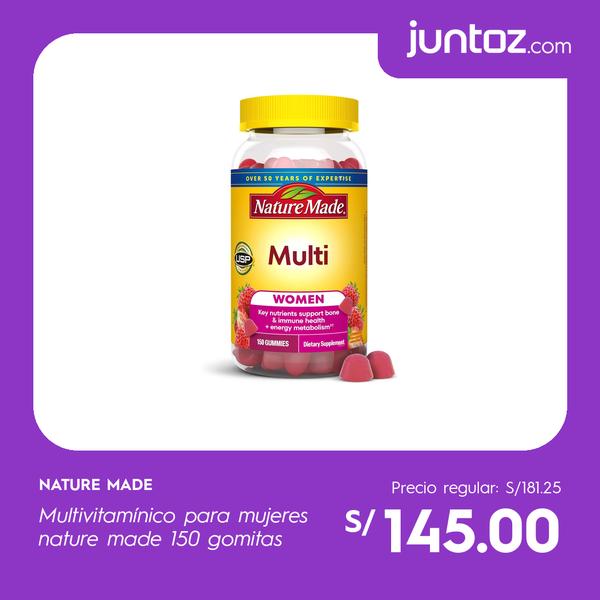 juntoz.com
OVER 50 YEARS OF EXPERTISE
Nature Made
USP
Multi
WOMEN
Key nutrients support bone
& immune health
+ energy metabolism
150 GUMMIES
Dietary Supplement
NATURE MADE
Multivitamínico para mujeres
nature made 150 gomitas
Precio regular: S/181.25
S/145.00